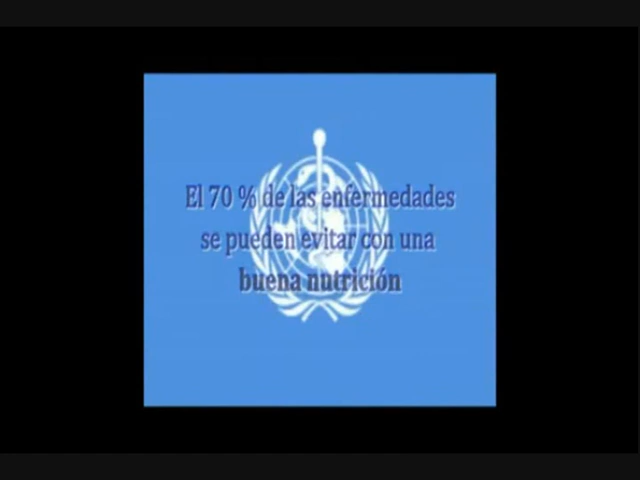 El 70 % de las enfermedades
se pueden evitar con una
buena nutrición